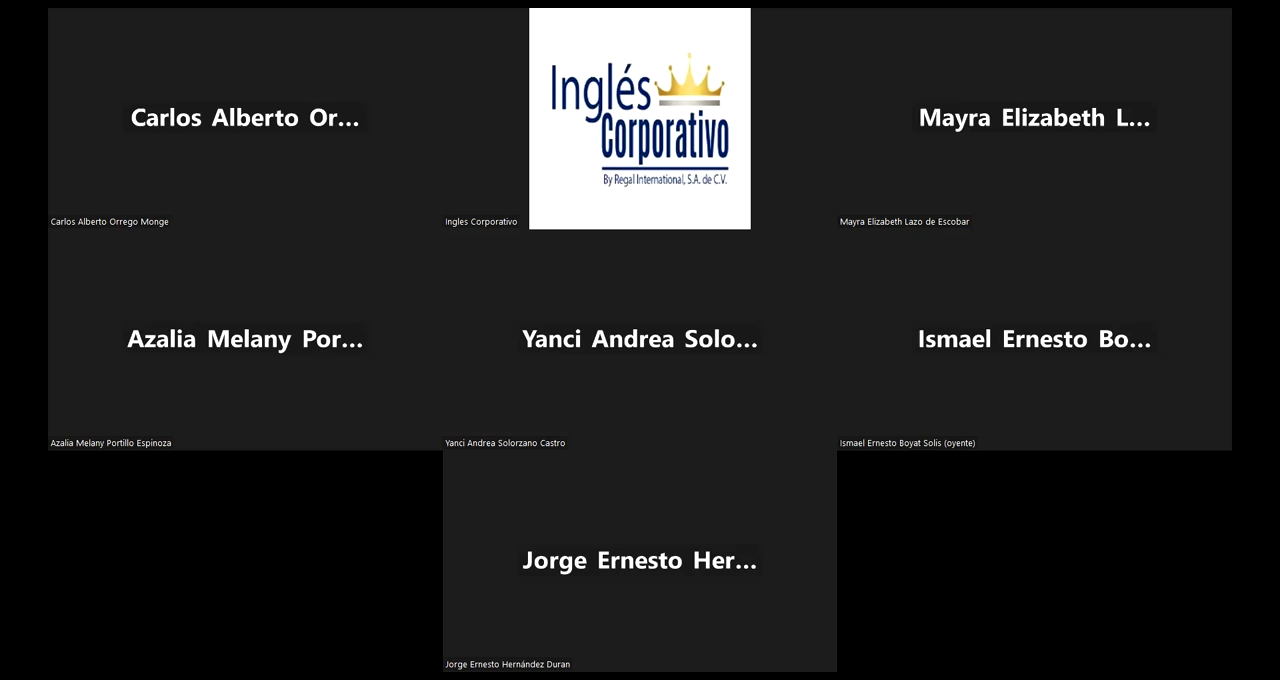 Carlos Alberto Or...
Carlos Alberto Orrego Monge
Inglés
Corporativo
By Regal International, S.A. de C.V.
Ingles Corporativo
Mayra Elizabeth L...
Mayra Elizabeth Lazo de Escobar
Azalia Melany Por...
Azalia Melany Portillo Espinoza
Yanci Andrea Solo...
Yanci Andrea Solorzano Castro
Ismael Ernesto Bo...
Ismael Ernesto Boyat Solis (oyente)
Jorge Ernesto Her...
Jorge Ernesto Hernández Duran